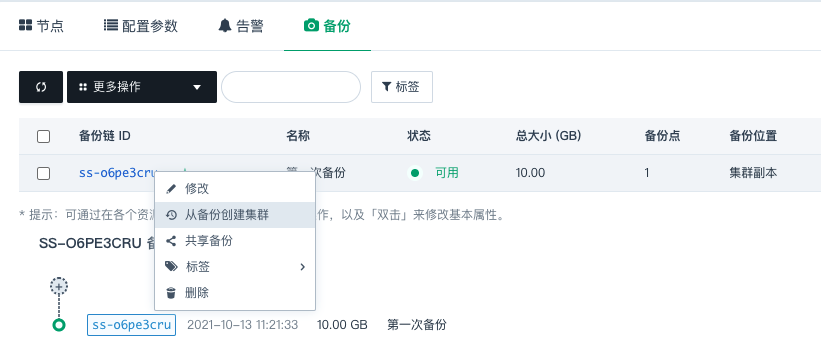 节点 配置参数 告警 备份
更多操作 标签
备份链 ID 名称 状态 总大小 (GB) 备份点 备份位置
ss-o6pe3cru 第一次备份 可用 10.00 1 集群副本
修改
* 提示：可通过在各个资 作，以及「双击」来修改基本属性。
从备份创建集群
SS-O6PE3CRU
共享备份
标签
删除
ss-o6pe3cru 2021-10-13 11:21:33 10.00 GB 第一次备份